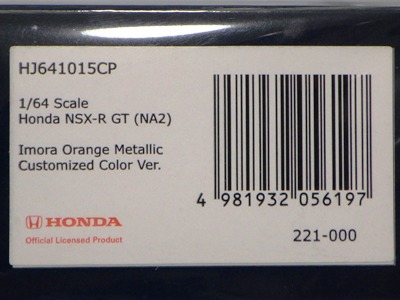 HJ641015CP
1/64 Scale
Honda NSX-R GT (NA2)
Imora Orange Metallic
Customized Color Ver.
4 981932 056197
HONDA
Official Licensed Product
221-000